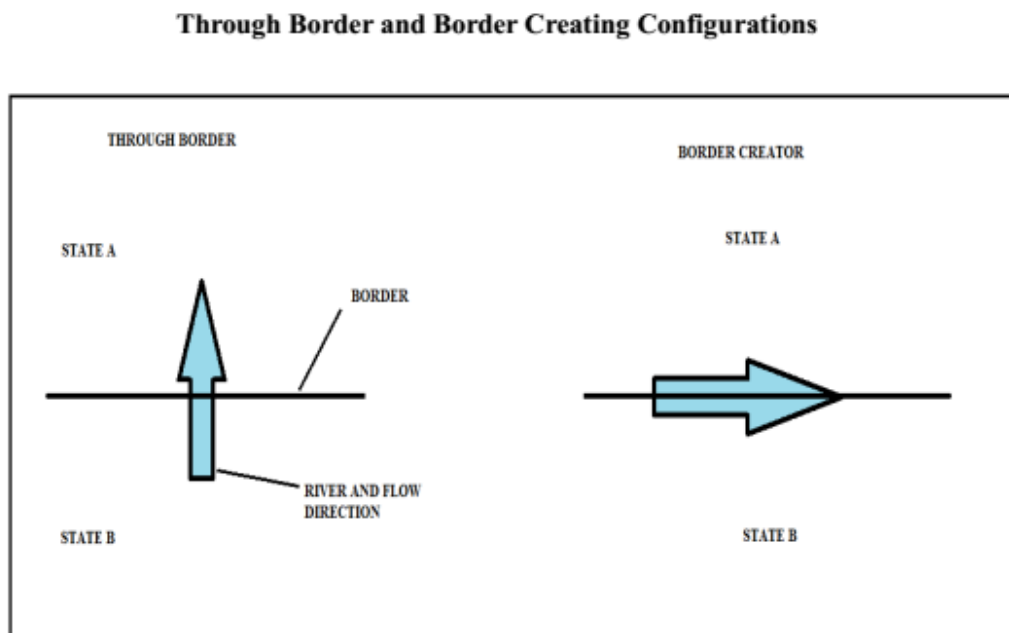 Through Border and Border Creating Configurations
THROUGH BORDER
BORDER CREATOR
STATE A
STATE A
BORDER
RIVER AND FLOW
DIRECTION
STATE B
STATE B